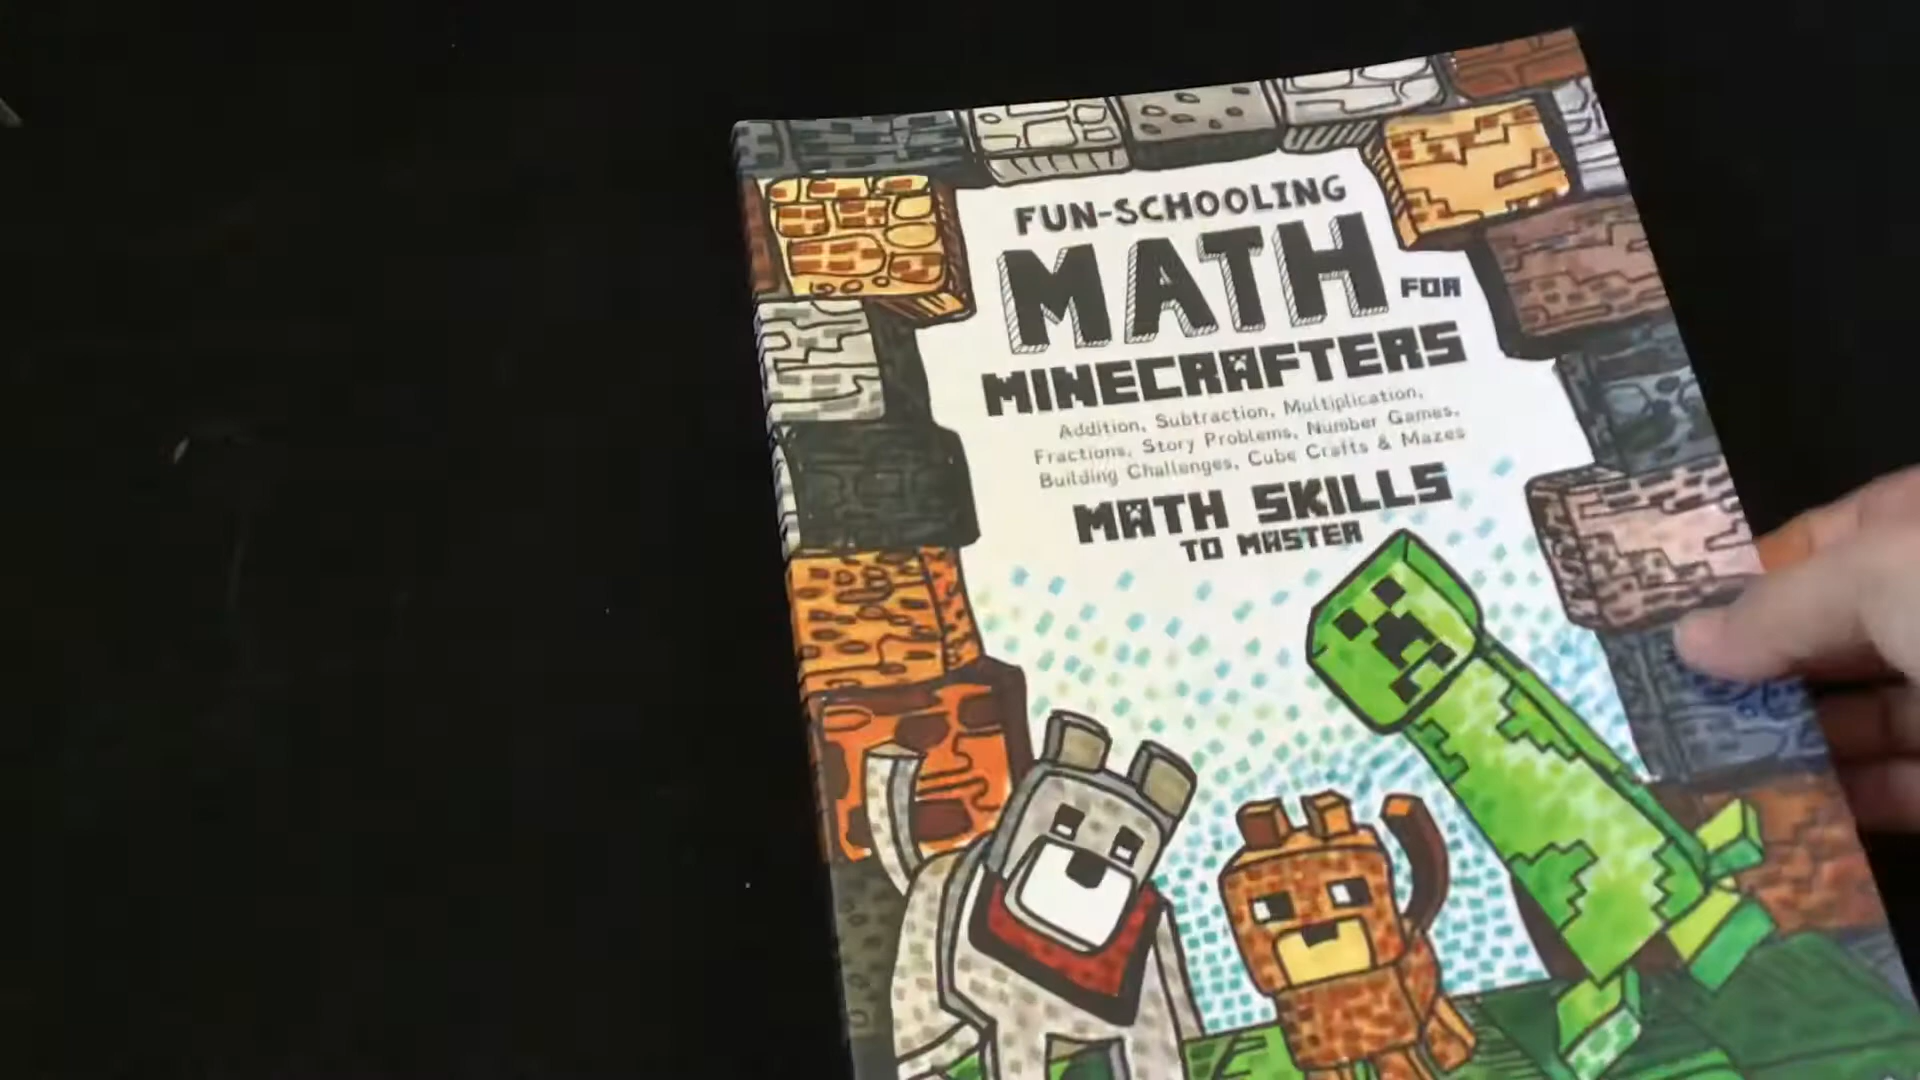 FUN-SCHOOLING
MATH FOR
MINECRAFTERS
Addition, Subtraction, Multiplication,
Fractions, Story Problems, Number Games,
Building Challenges, Cube Crafts & Mazes
MATH SKILLS
TO MASTER